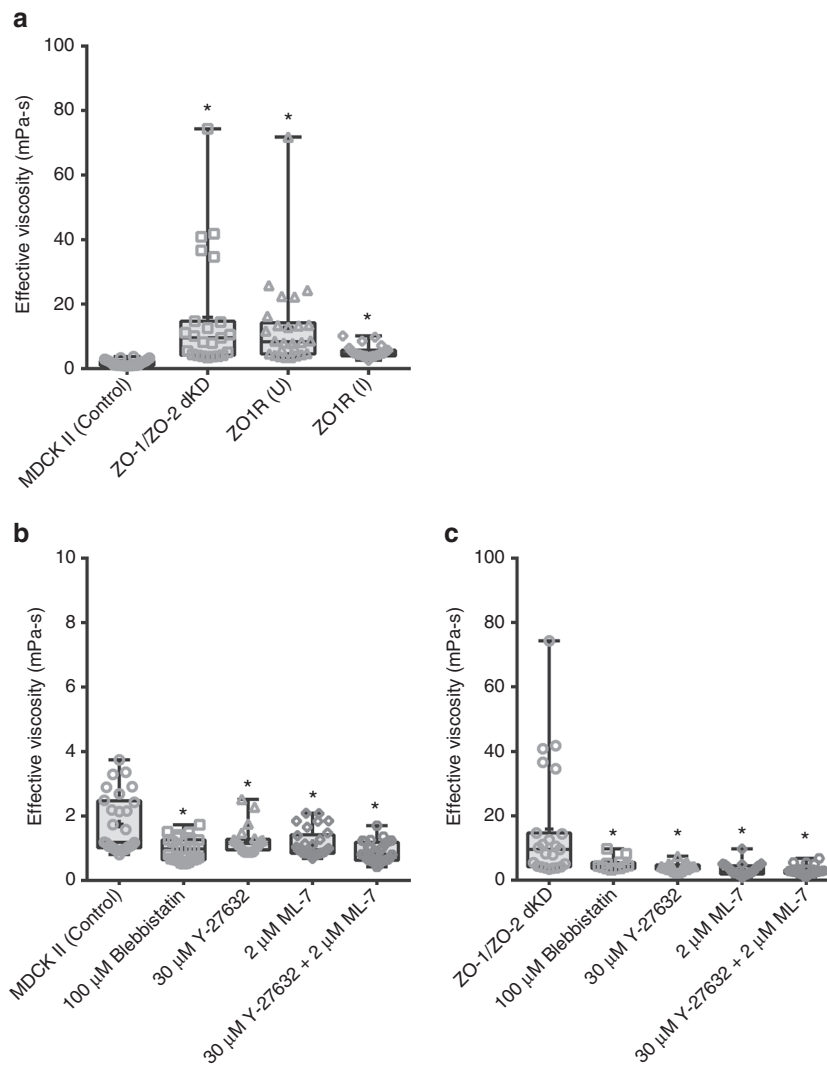 a
Effective viscosity (mPa-s)
100
80
60
40
20
0
*
*
*
MDCK II (Control)
ZO-1/ZO-2 dKD
ZO1R (U)
ZO1R (I)
b
Effective viscosity (mPa-s)
10
8
6
4
2
0
*
*
*
*
MDCK II (Control)
100 μM Blebbistatin
30 μM Y-27632
2 μM ML-7
30 μM Y-27632 + 2 μM ML-7
c
Effective viscosity (mPa-s)
100
80
60
40
20
0
*
*
*
*
ZO-1/ZO-2 dKD
100 μM Blebbistatin
30 μM Y-27632
2 μM ML-7
30 μM Y-27632 + 2 μM ML-7